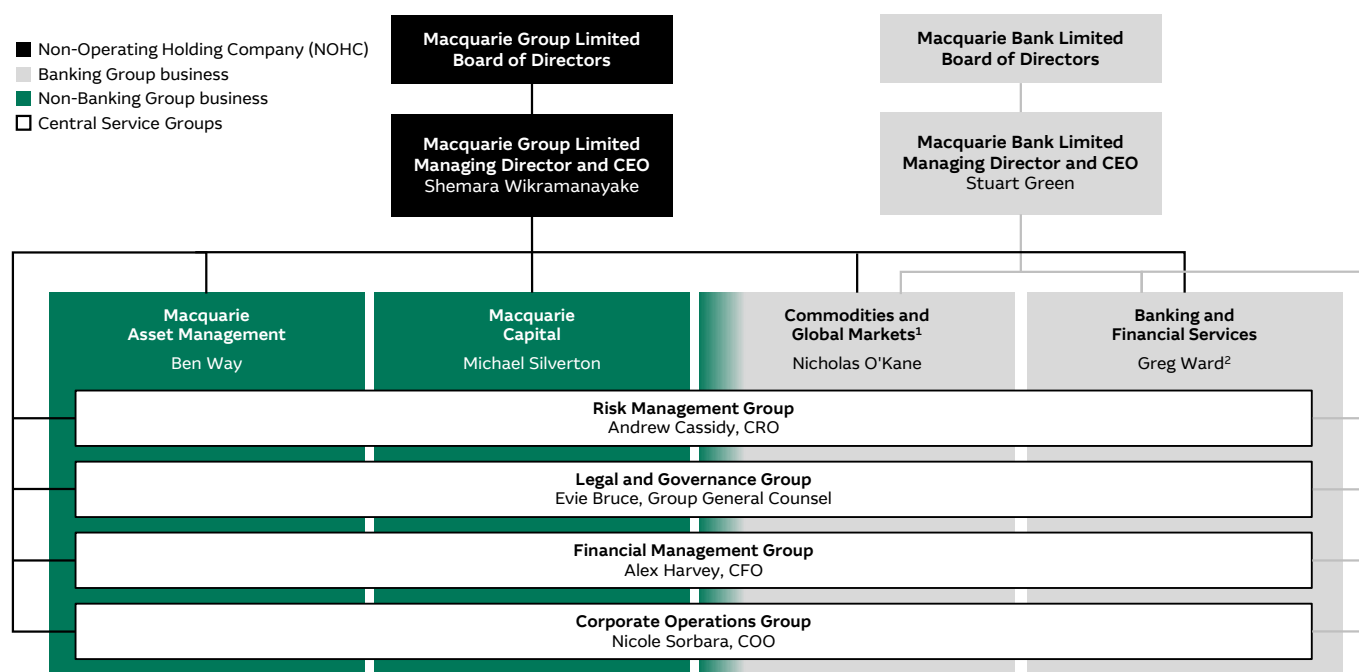 Non-Operating Holding Company (NOHC)
Banking Group business
Non-Banking Group business
Central Service Groups
Macquarie Group Limited
Board of Directors
Macquarie Bank Limited
Board of Directors
Macquarie Group Limited
Managing Director and CEO
Shemara Wikramanayake
Macquarie Bank Limited
Managing Director and CEO
Stuart Green
Macquarie
Asset Management
Ben Way
Macquarie
Capital
Michael Silverton
Commodities and
Global Markets¹
Nicholas O'Kane
Banking and
Financial Services
Greg Ward²
Risk Management Group
Andrew Cassidy, CRO
Legal and Governance Group
Evie Bruce, Group General Counsel
Financial Management Group
Alex Harvey, CFO
Corporate Operations Group
Nicole Sorbara, COO